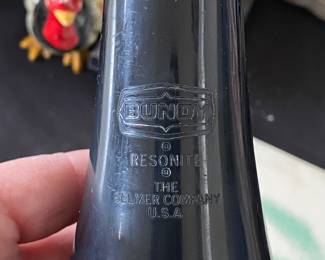 BUNDY
RESONITE
THE
SELMER COMPANY
U.S.A